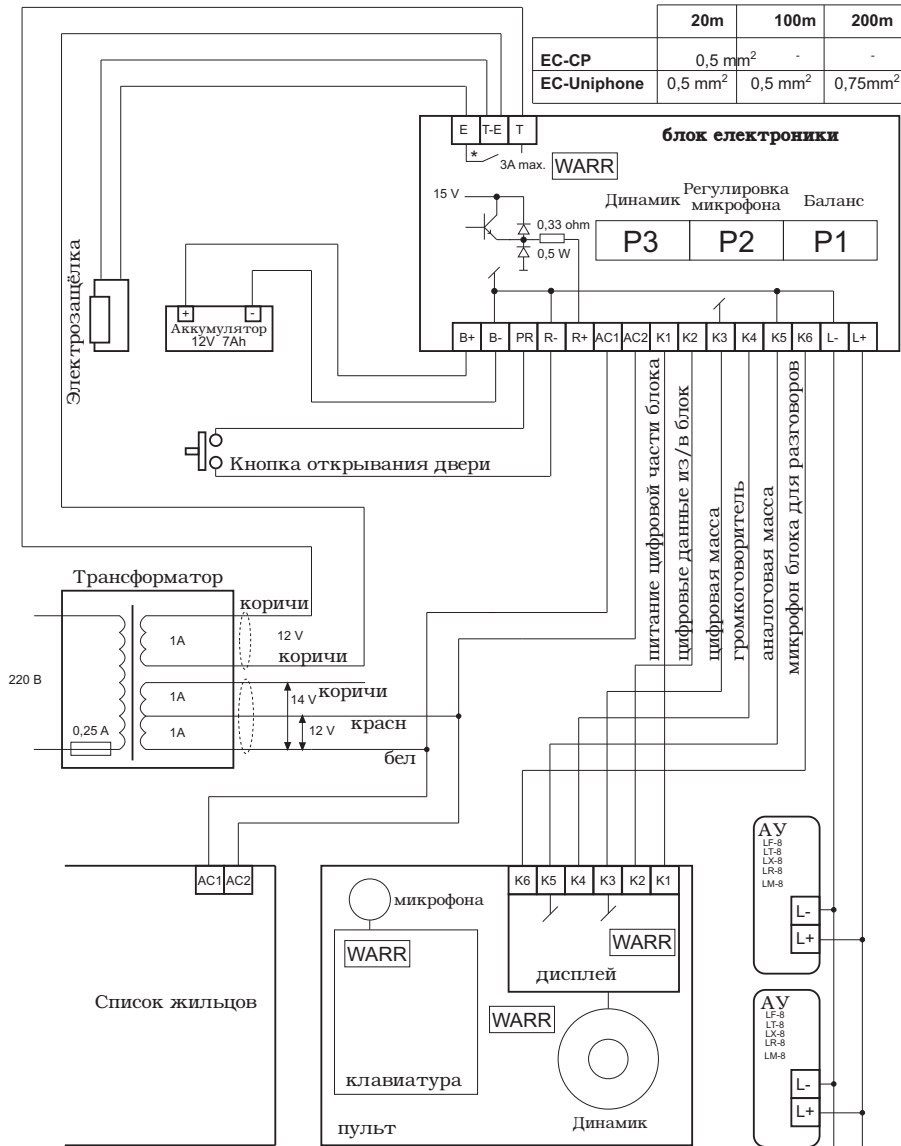 20m 100m 200m
EC-CP 0,5 mm² - -
EC-Uniphone 0,5 mm² 0,5 mm² 0,75mm²
E T-E T
блок електроники
* 3A max. WARR
15 V
0,33 ohm
0,5 W
Динамик Регулировка микрофона Баланс
P3 P2 P1
Электрозащёлка
+ -
Аккумулятор
12V 7Ah
B+ B- PR R- R+ AC1 AC2 K1 K2 K3 K4 K5 K6 L- L+
Кнопка открывания двери
питание цифровой части блока
цифровые данные из/в блок
цифровая масса
громкоговоритель
аналоговая масса
микрофон блока для разговоров
Трансформатор
коричи
1A 12 V
коричи
220 В
1A 14 V коричи
красн
0,25 A 1A 12 V
бел
AC1 AC2
Список жильцов
K6 K5 K4 K3 K2 K1
микрофона
WARR
WARR
дисплей
WARR
клавиатура
Динамик
пульт
АУ
LF-8
LT-8
LX-8
LR-8
LM-8
L-
L+
АУ
LF-8
LT-8
LX-8
LR-8
LM-8
L-
L+